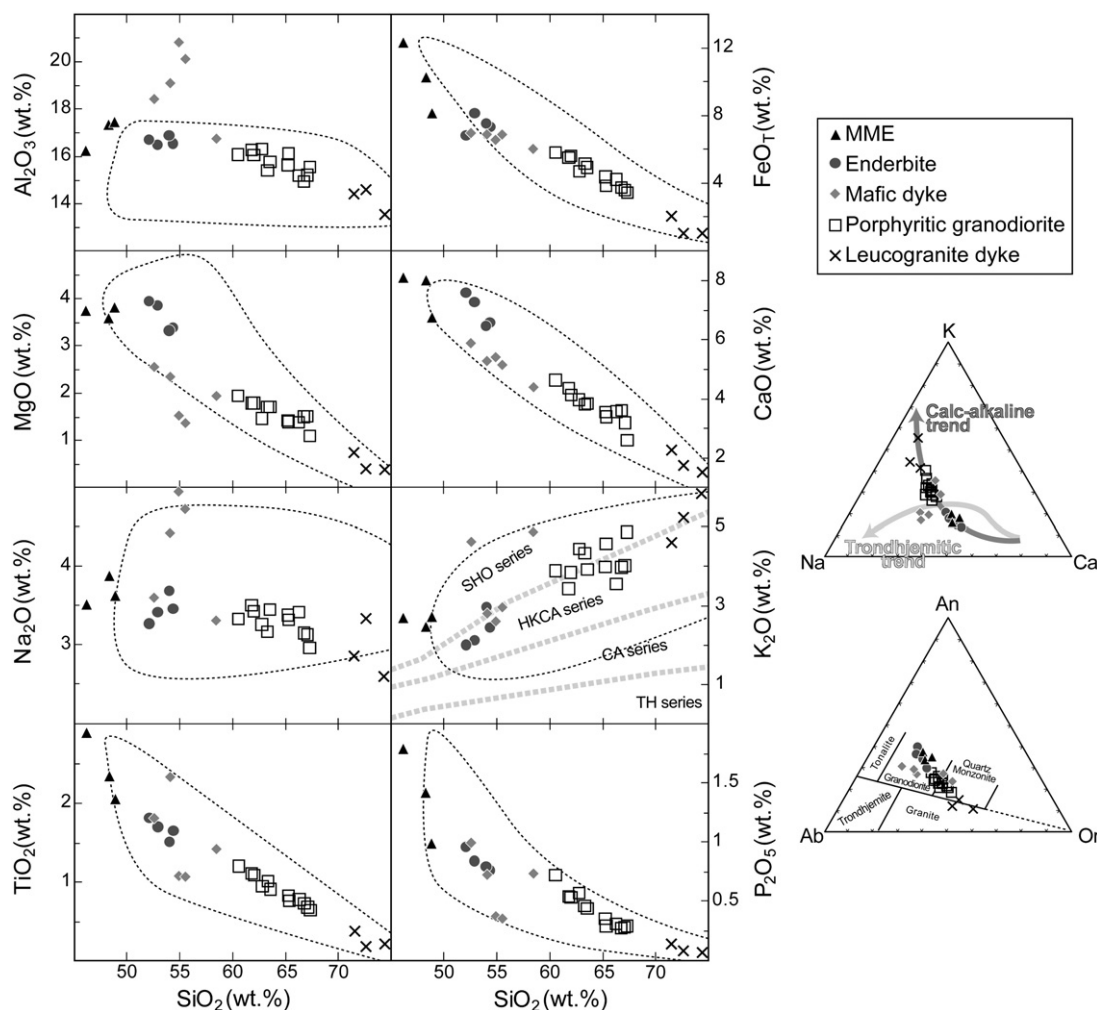 Al₂O₃ (wt.%)
20
18
16
14
FeO_T (wt.%)
12
8
4
MgO (wt.%)
4
3
2
1
CaO (wt.%)
8
6
4
2
Na₂O (wt.%)
4
3
K₂O (wt.%)
5
3
1
SHO series
HKCA series
CA series
TH series
TiO₂ (wt.%)
2
1
P₂O₅ (wt.%)
1.5
1
0.5
50 55 60 65 70
50 55 60 65 70
SiO₂ (wt.%)
SiO₂ (wt.%)
MME
Enderbite
Mafic dyke
Porphyritic granodiorite
Leucogranite dyke
K
Calc-alkaline
trend
Na
Trondhjemitic
trend
Ca
An
Tonalite
Quartz
Monzonite
Granodiorite
Trondhjemite
Granite
Ab
Or